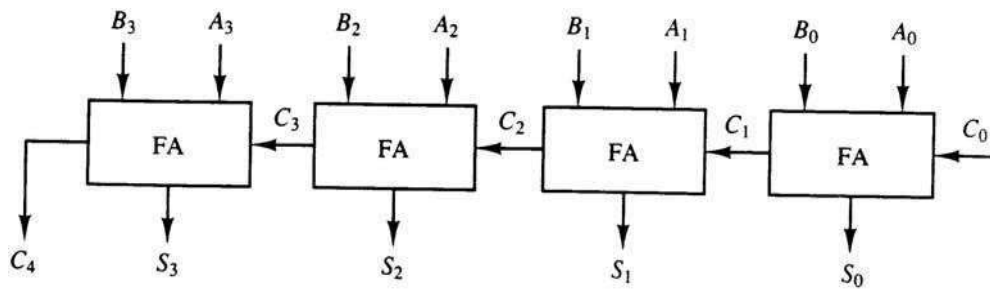 B₃ A₃ B₂ A₂ B₁ A₁ B₀ A₀
C₃ C₂ C₁ C₀
FA FA FA FA
C₄ S₃ S₂ S₁ S₀